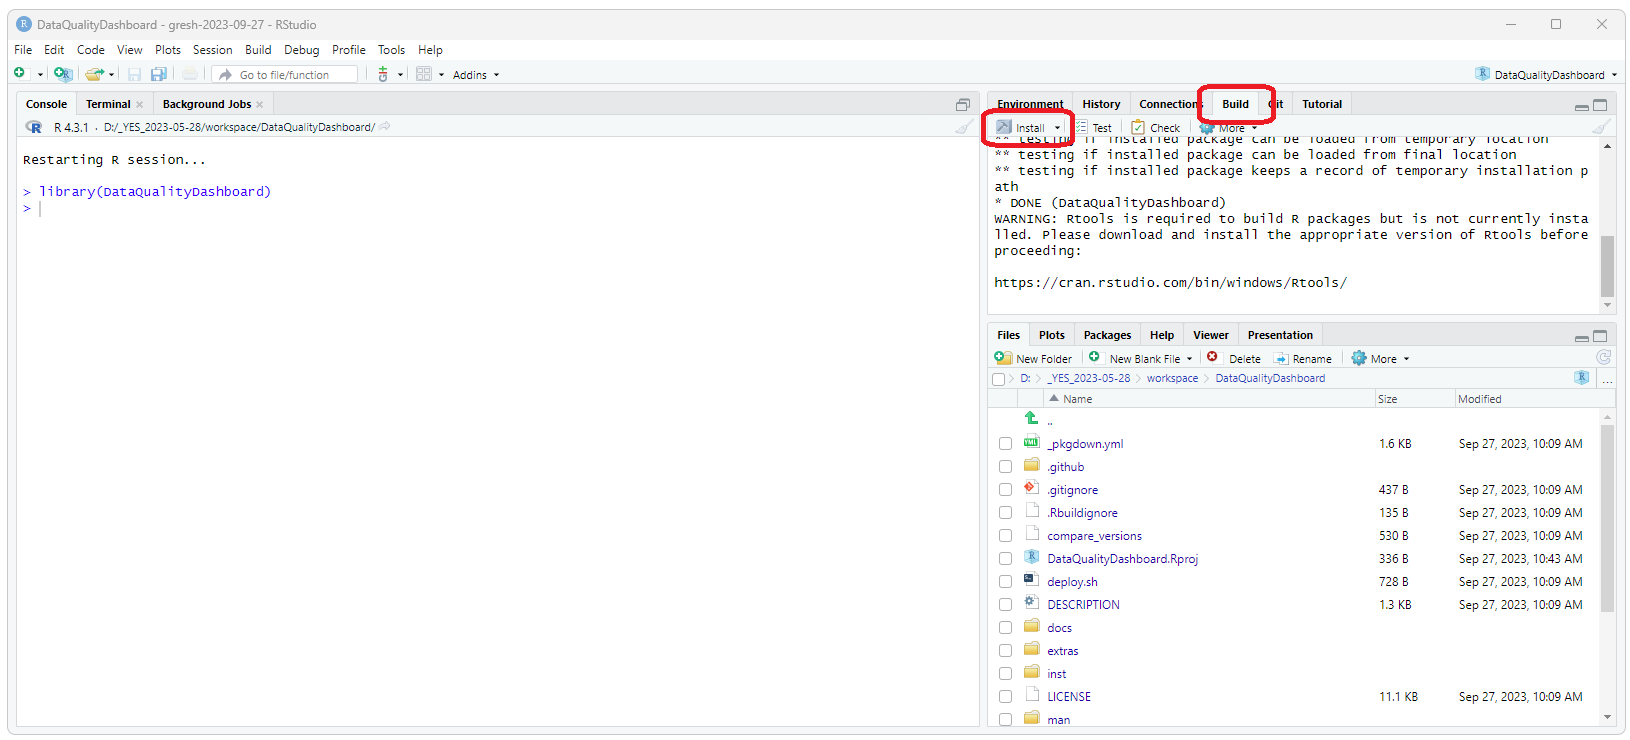 DataQualityDashboard - gresh-2023-09-27 - RStudio
File Edit Code View Plots Session Build Debug Profile Tools Help
Go to file/function Addins DataQualityDashboard
Console Terminal Background Jobs
R 4.3.1 · D:/_YES_2023-05-28/workspace/DataQualityDashboard/
Restarting R session...
> library(DataQualityDashboard)
>
Environment History Connections Build Git Tutorial
Install Test Check More
** testing if installed package can be loaded from temporary location
** testing if installed package can be loaded from final location
** testing if installed package keeps a record of temporary installation p
ath
* DONE (DataQualityDashboard)
WARNING: Rtools is required to build R packages but is not currently insta
lled. Please download and install the appropriate version of Rtools before
proceeding:
https://cran.rstudio.com/bin/windows/Rtools/
Files Plots Packages Help Viewer Presentation
New Folder New Blank File Delete Rename More
D: _YES_2023-05-28 workspace DataQualityDashboard ...
Name Size Modified
..
_pkgdown.yml 1.6 KB Sep 27, 2023, 10:09 AM
.github
.gitignore 437 B Sep 27, 2023, 10:09 AM
.Rbuildignore 135 B Sep 27, 2023, 10:09 AM
compare_versions 530 B Sep 27, 2023, 10:09 AM
DataQualityDashboard.Rproj 336 B Sep 27, 2023, 10:43 AM
deploy.sh 728 B Sep 27, 2023, 10:09 AM
DESCRIPTION 1.3 KB Sep 27, 2023, 10:09 AM
docs
extras
inst
LICENSE 11.1 KB Sep 27, 2023, 10:09 AM
man